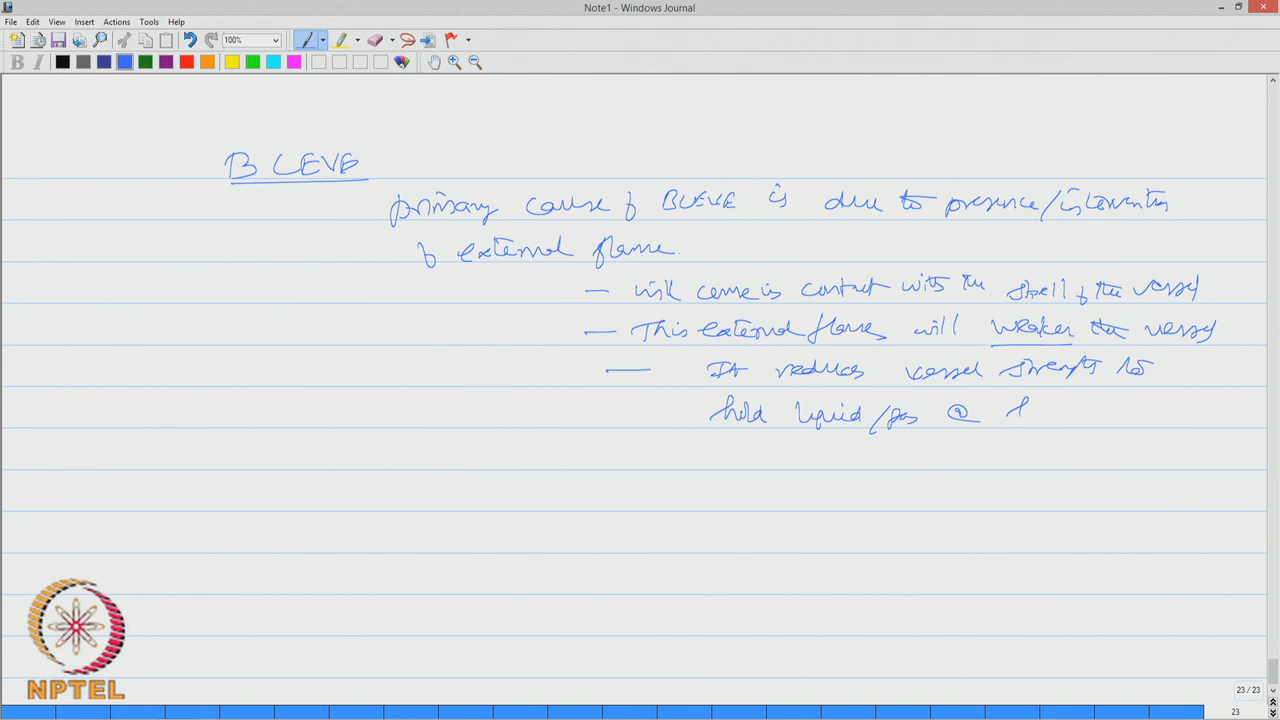 Note1 - Windows Journal
File Edit View Insert Actions Tools Help
100%
BLEVE
primary cause of BLEVE is due to presence/intervention
of external flame.
— will come in contact with the shell of the vessel
— This external flame will weaken the vessel
— It reduces vessel strength to
hold liquid/gas @
NPTEL
23 / 23
23